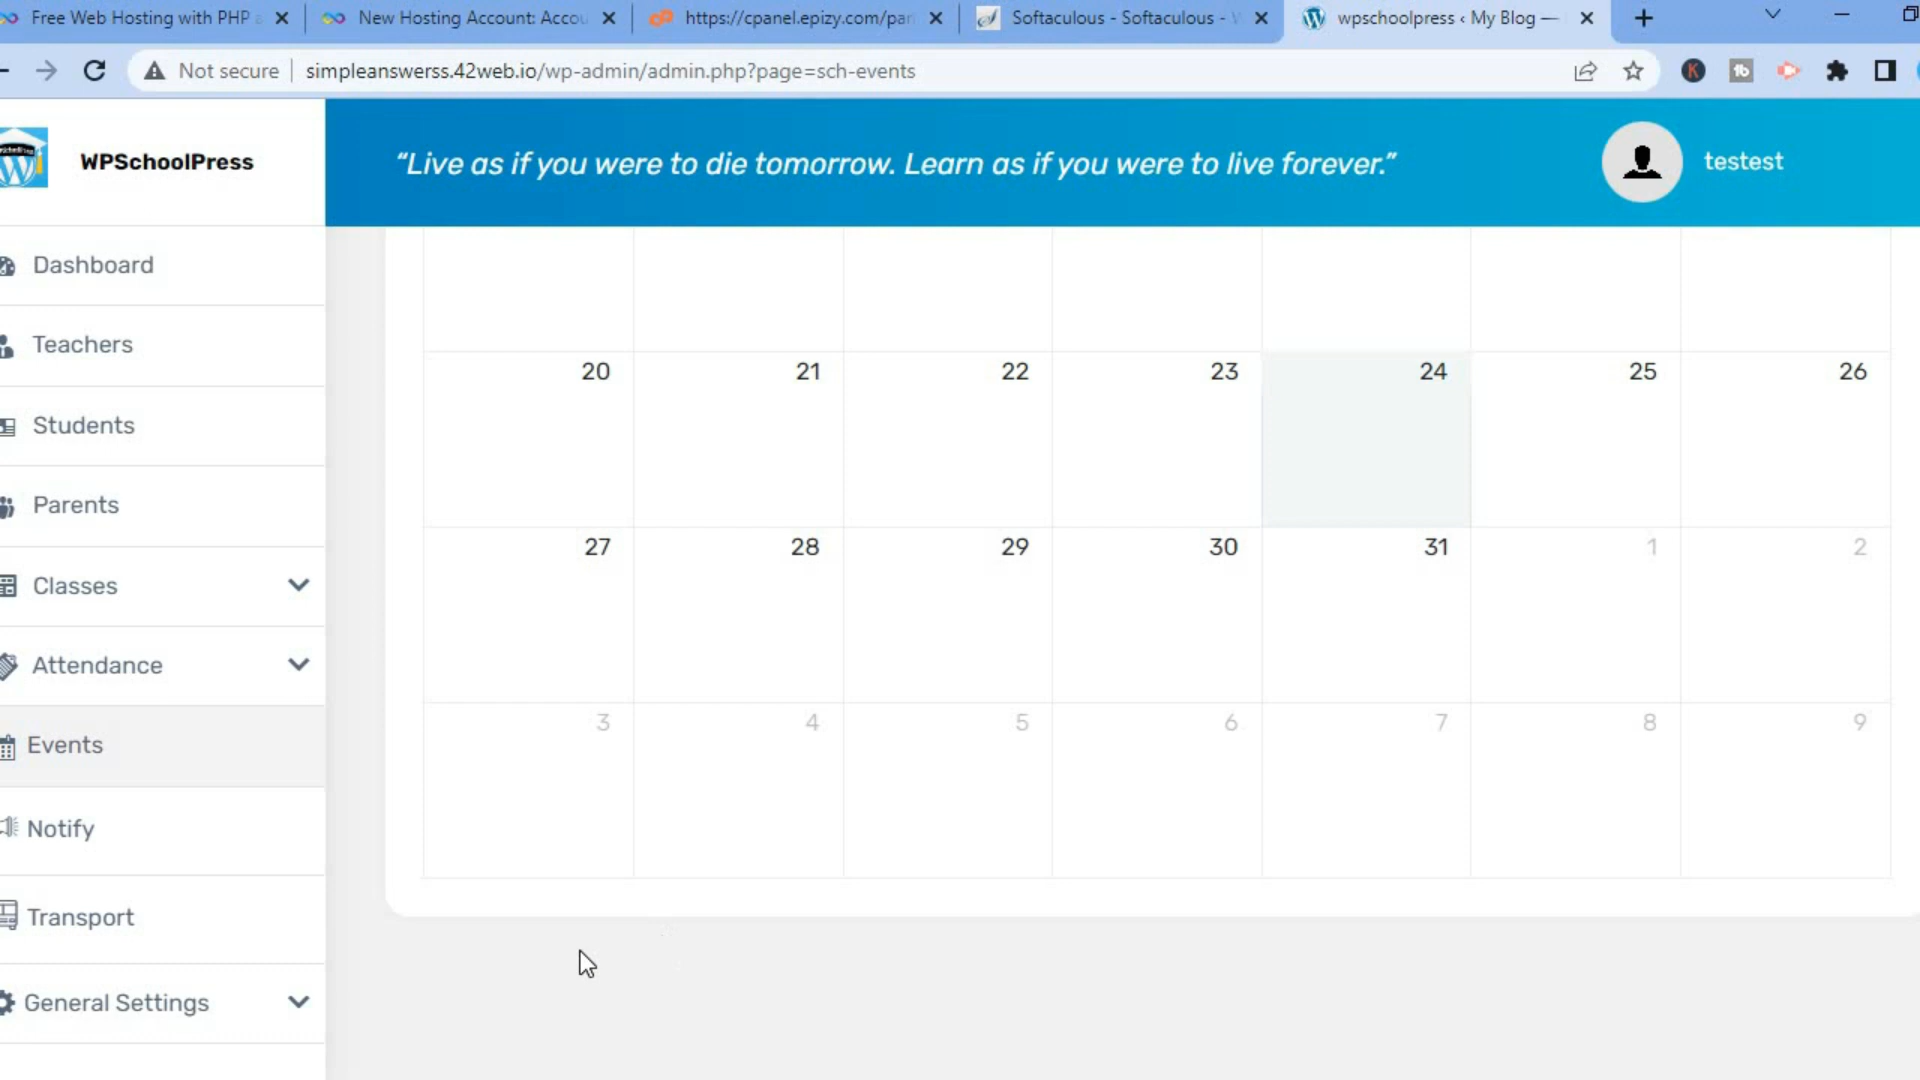 Free Web Hosting with PHP
New Hosting Account: Accou
https://cpanel.epizy.com/pan
Softaculous - Softaculous -
wpschoolpress ‹ My Blog —
Not secure
simpleanswerss.42web.io/wp-admin/admin.php?page=sch-events
WPSchoolPress
“Live as if you were to die tomorrow. Learn as if you were to live forever.”
testest
Dashboard
Teachers
Students
Parents
Classes
Attendance
Events
Notify
Transport
General Settings
20 21 22 23 24 25 26
27 28 29 30 31 1 2
3 4 5 6 7 8 9